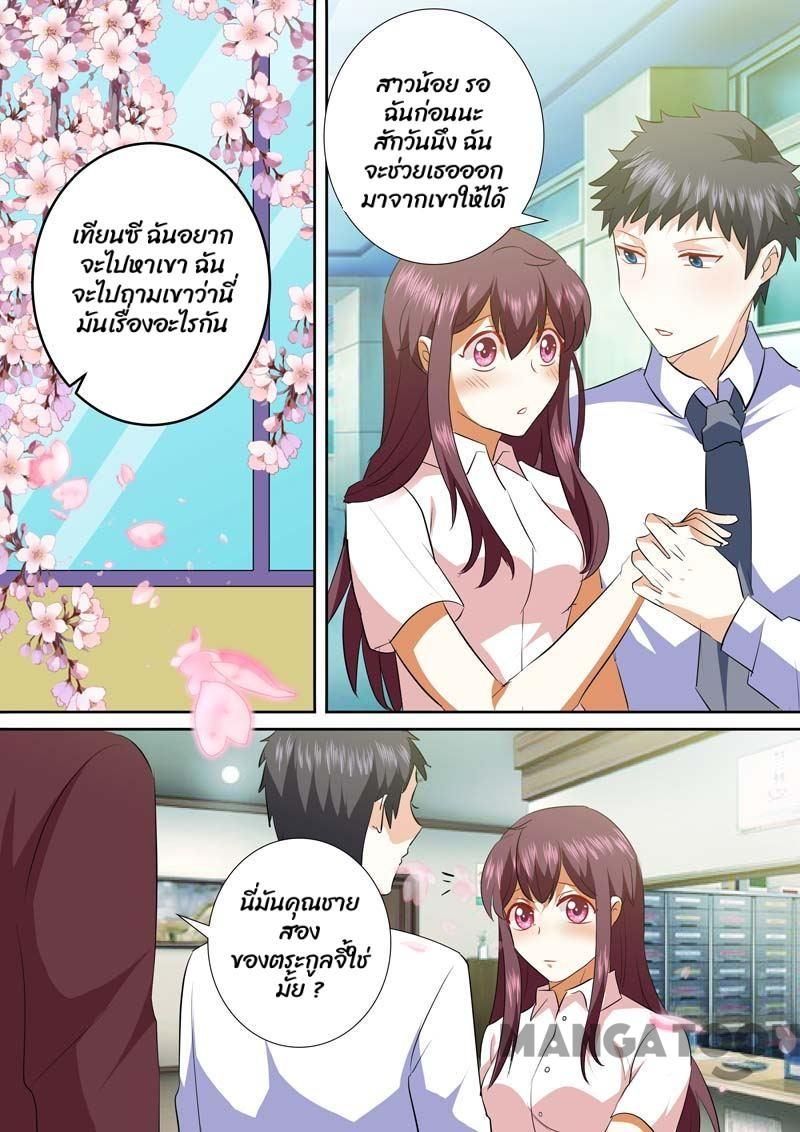 สาวน้อย รอ
ฉันก่อนนะ
สักวันนึง ฉัน
จะช่วยเธอออก
มาจากเขาให้ได้
เทียนซี ฉันอยาก
จะไปหาเขา ฉัน
จะไปถามเขาว่านี่
มันเรื่องอะไรกัน
นี่มันคุณชาย
สอง
ของตระกูลจี้ใช่
มั้ย ?
MANGATOON